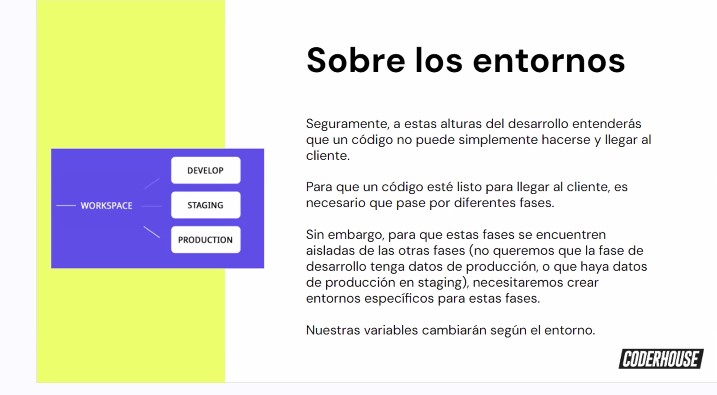 Sobre los entornos
Seguramente, a estas alturas del desarrollo entenderás
que un código no puede simplemente hacerse y llegar al
cliente.
Para que un código esté listo para llegar al cliente, es
necesario que pase por diferentes fases.
Sin embargo, para que estas fases se encuentren
aisladas de las otras fases (no queremos que la fase de
desarrollo tenga datos de producción, o que haya datos
de producción en staging), necesitaremos crear
entornos específicos para estas fases.
Nuestras variables cambiarán según el entorno.
WORKSPACE
DEVELOP
STAGING
PRODUCTION
CODERHOUSE